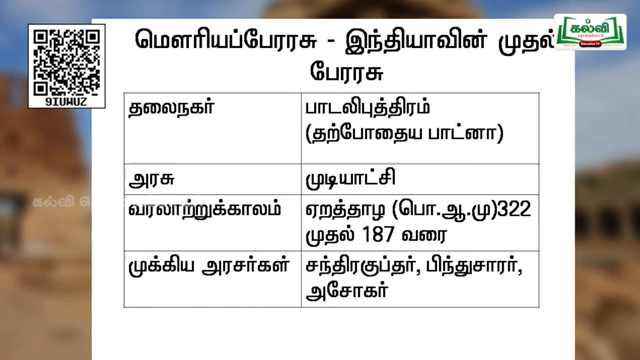 மௌரியப்பேரரசு - இந்தியாவின் முதல்
பேரரசு
தலைநகர்
பாடலிபுத்திரம்
(தற்போதைய பாட்னா)
அரசு
முடியாட்சி
வரலாற்றுக்காலம்
ஏறத்தாழ (பொ.ஆ.மு)322
முதல் 187 வரை
முக்கிய அரசர்கள்
சந்திரகுப்தர், பிந்துசாரர்,
அசோகர்
9IUWUZ
கல்வி
கல்வி